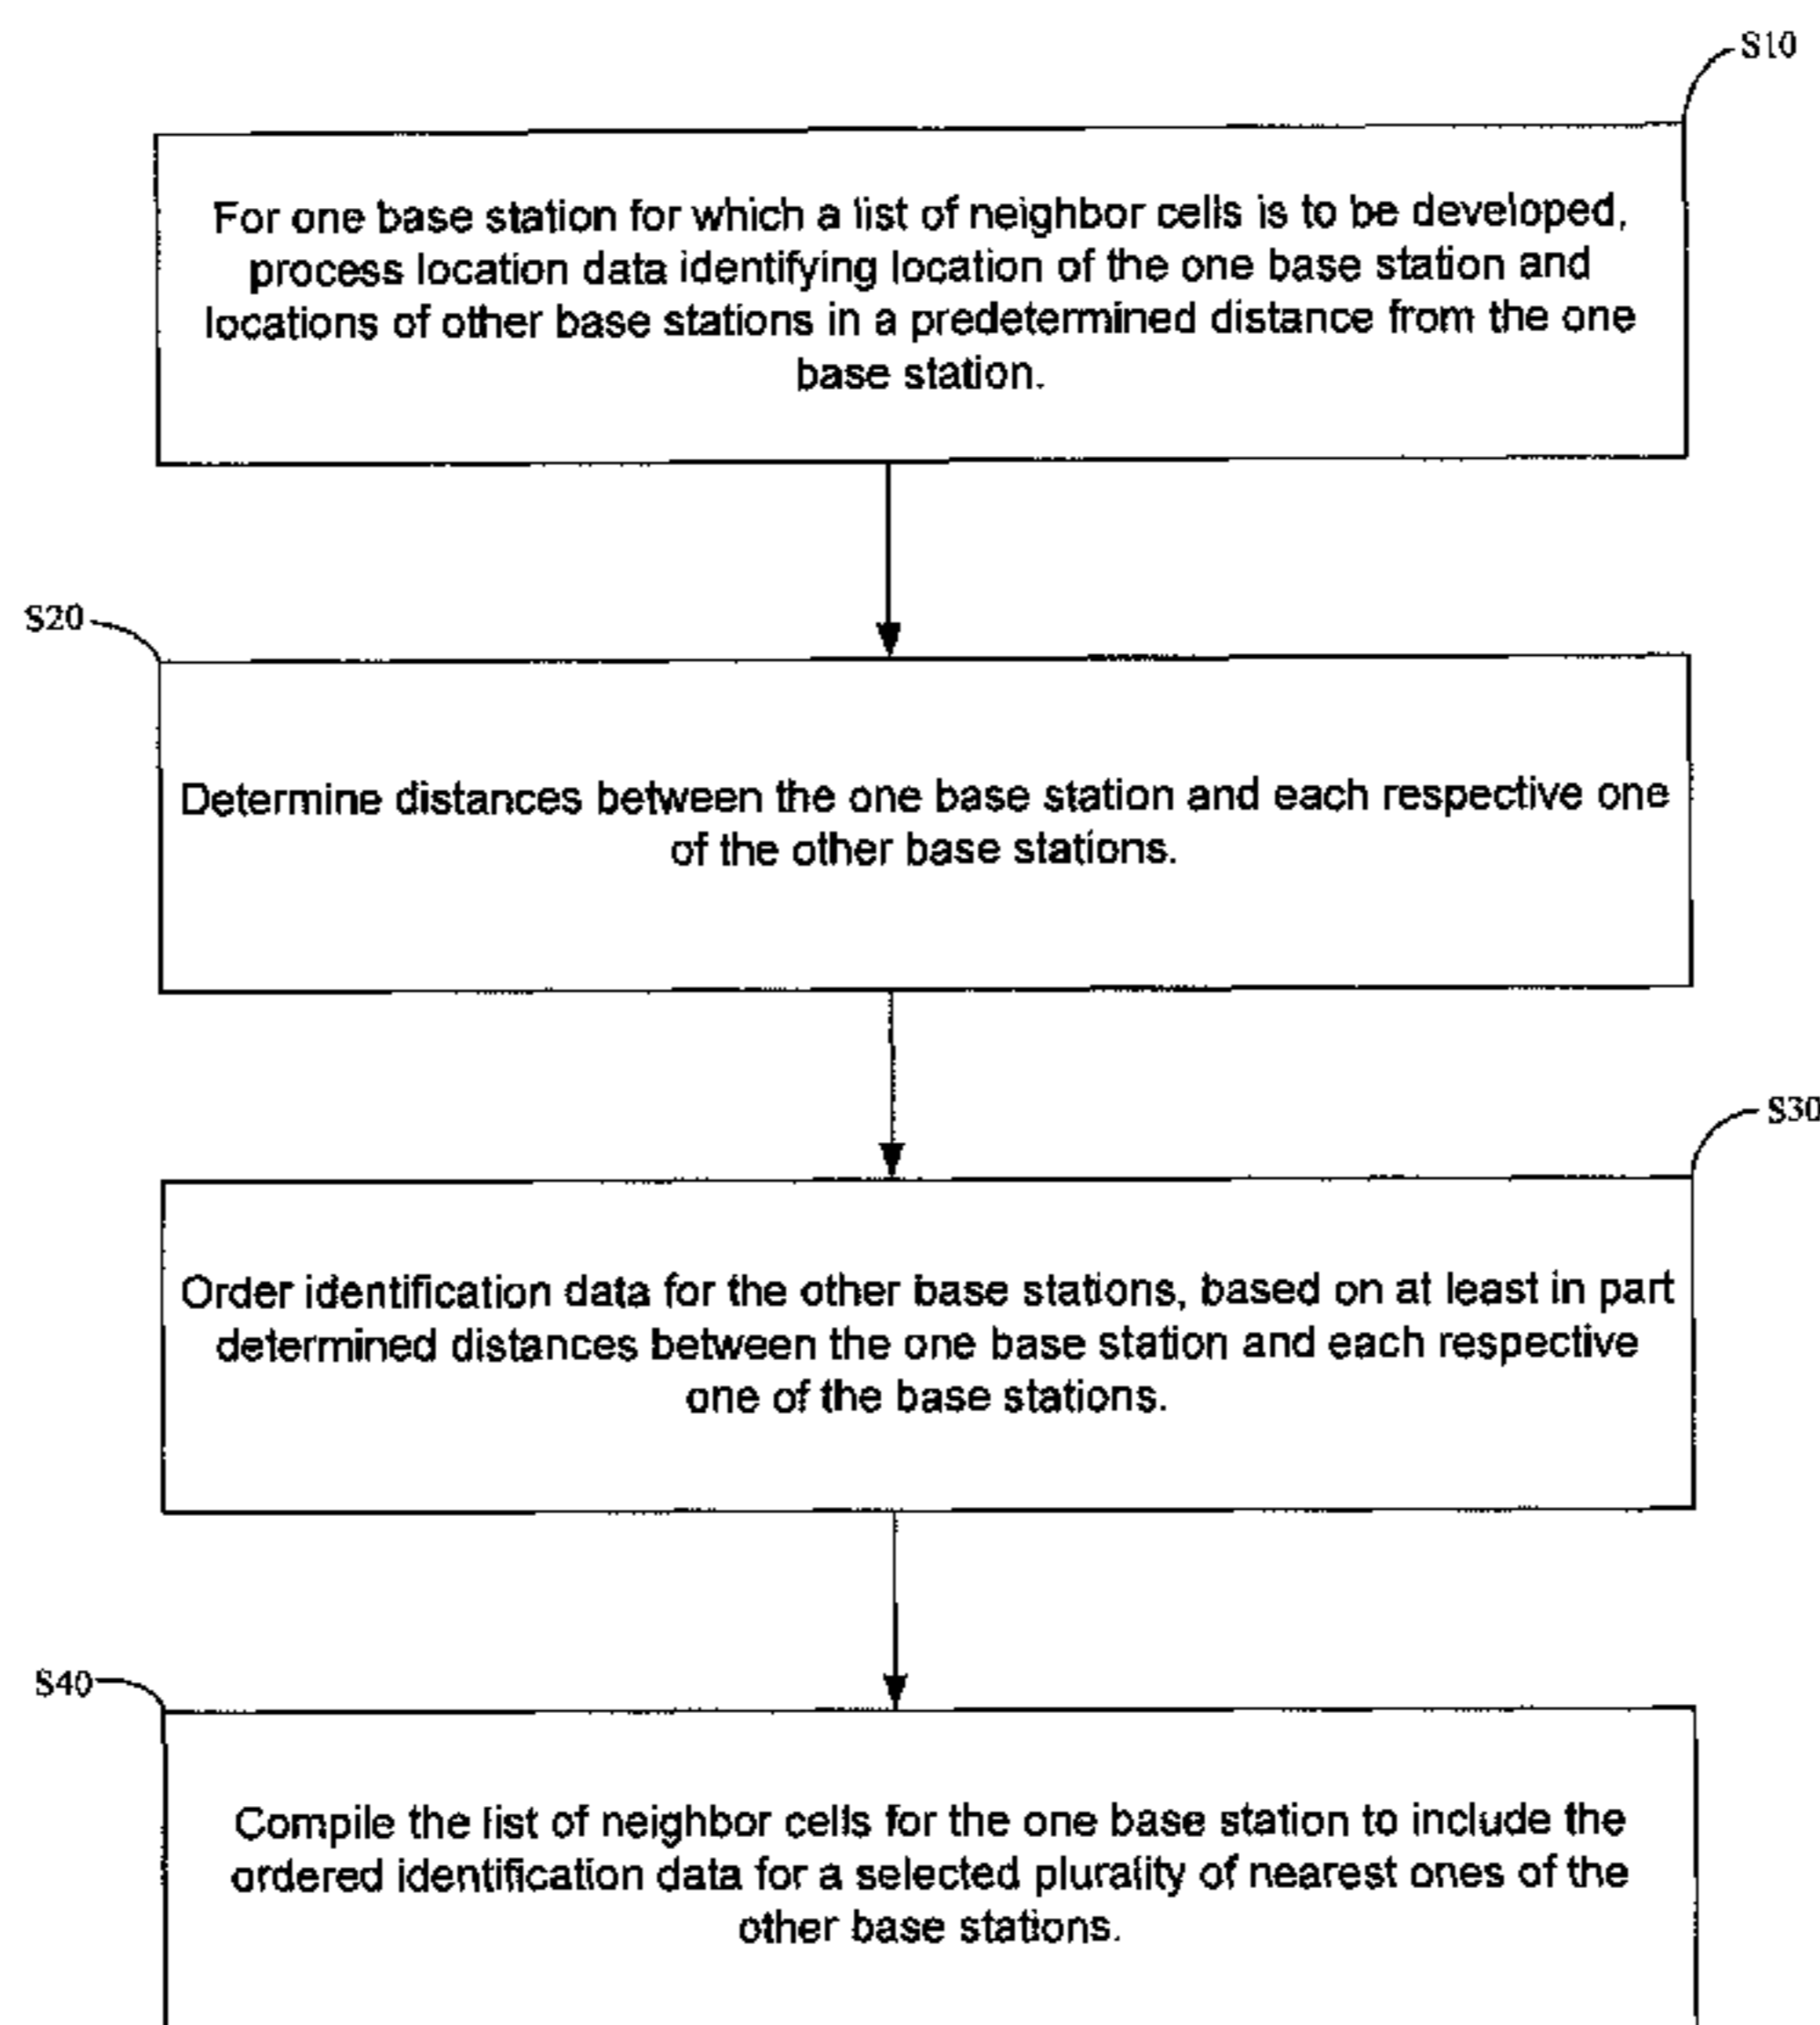 S10
For one base station for which a list of neighbor cells is to be developed,
process location data identifying location of the one base station and
locations of other base stations in a predetermined distance from the one
base station.
S20
Determine distances between the one base station and each respective one
of the other base stations.
S30
Order identification data for the other base stations, based on at least in part
determined distances between the one base station and each respective
one of the base stations.
S40
Compile the list of neighbor cells for the one base station to include the
ordered identification data for a selected plurality of nearest ones of the
other base stations.